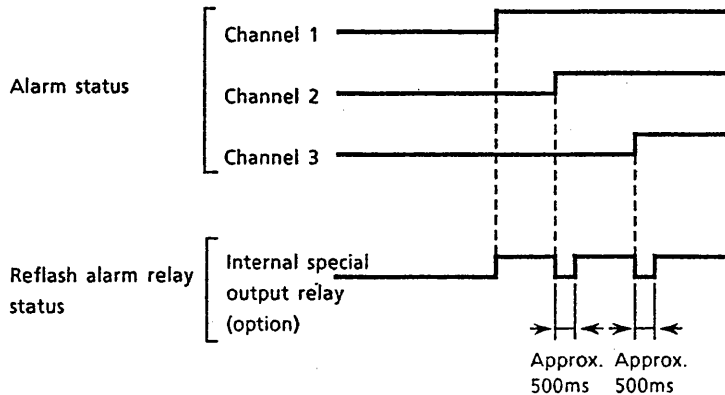 Alarm status
Channel 1
Channel 2
Channel 3
Reflash alarm relay
status
Internal special
output relay
(option)
Approx.
500ms
Approx.
500ms